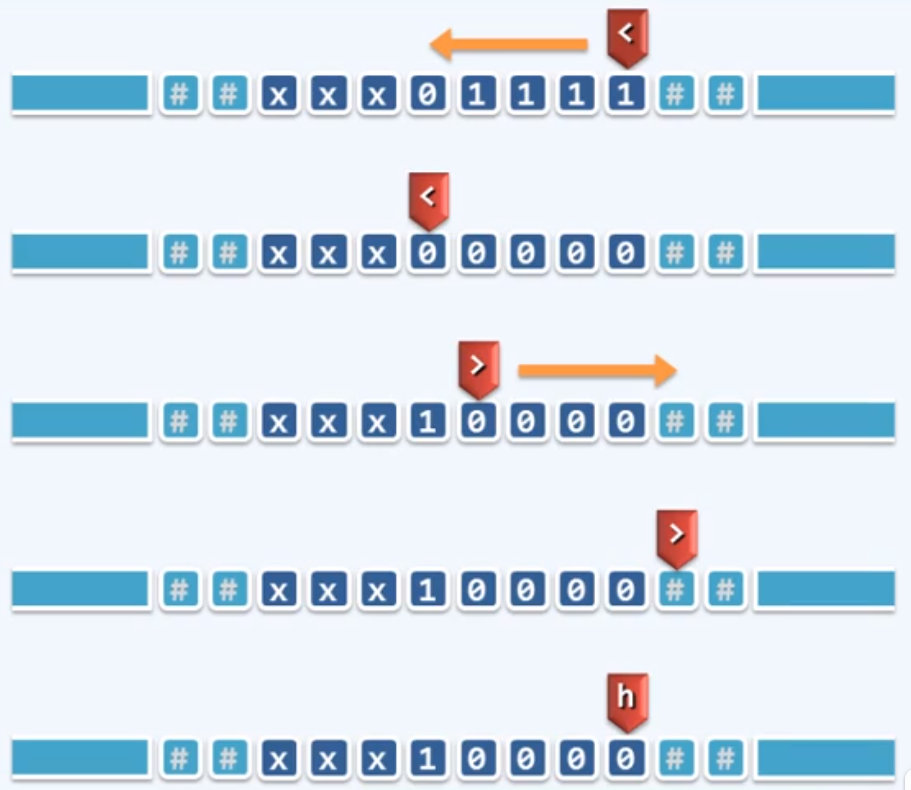 <
# # x x x 0 1 1 1 1 # #
<
# # x x x 0 0 0 0 0 # #
>
# # x x x 1 0 0 0 0 # #
>
# # x x x 1 0 0 0 0 # #
h
# # x x x 1 0 0 0 0 # #